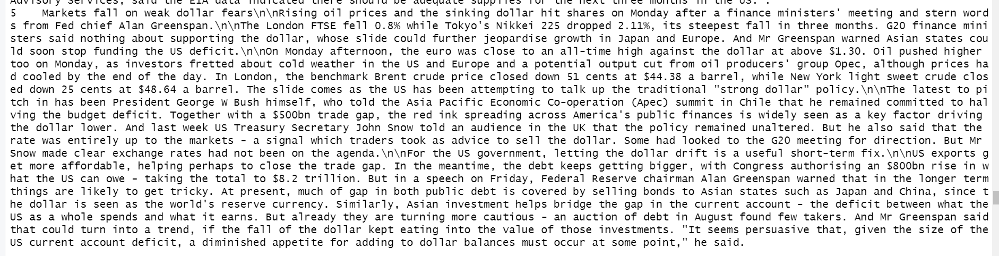 Advisory Services, said the EIA data indicated there should be adequate supplies for the next three months in the US. .
5    Markets fall on weak dollar fears\n\nRising oil prices and the sinking dollar hit shares on Monday after a finance ministers' meeting and stern word
s from Fed chief Alan Greenspan.\n\nThe London FTSE fell 0.8% while Tokyo's Nikkei 225 dropped 2.11%, its steepest fall in three months. G20 finance mini
sters said nothing about supporting the dollar, whose slide could further jeopardise growth in Japan and Europe. And Mr Greenspan warned Asian states cou
ld soon stop funding the US deficit.\n\nOn Monday afternoon, the euro was close to an all-time high against the dollar at above $1.30. Oil pushed higher
too on Monday, as investors fretted about cold weather in the US and Europe and a potential output cut from oil producers' group Opec, although prices ha
d cooled by the end of the day. In London, the benchmark Brent crude price closed down 51 cents at $44.38 a barrel, while New York light sweet crude clos
ed down 25 cents at $48.64 a barrel. The slide comes as the US has been attempting to talk up the traditional "strong dollar" policy.\n\nThe latest to pi
tch in has been President George W Bush himself, who told the Asia Pacific Economic Co-operation (Apec) summit in Chile that he remained committed to hal
ving the budget deficit. Together with a $500bn trade gap, the red ink spreading across America's public finances is widely seen as a key factor driving
the dollar lower. And last week US Treasury Secretary John Snow told an audience in the UK that the policy remained unaltered. But he also said that the
rate was entirely up to the markets - a signal which traders took as advice to sell the dollar. Some had looked to the G20 meeting for direction. But Mr
Snow made clear exchange rates had not been on the agenda.\n\nFor the US government, letting the dollar drift is a useful short-term fix.\n\nUS exports g
et more affordable, helping perhaps to close the trade gap. In the meantime, the debt keeps getting bigger, with Congress authorising an $800bn rise in w
hat the US can owe - taking the total to $8.2 trillion. But in a speech on Friday, Federal Reserve chairman Alan Greenspan warned that in the longer term
things are likely to get tricky. At present, much of gap in both public debt is covered by selling bonds to Asian states such as Japan and China, since t
he dollar is seen as the world's reserve currency. Similarly, Asian investment helps bridge the gap in the current account - the deficit between what the
US as a whole spends and what it earns. But already they are turning more cautious - an auction of debt in August found few takers. And Mr Greenspan said
that could turn into a trend, if the fall of the dollar kept eating into the value of those investments. "It seems persuasive that, given the size of the
US current account deficit, a diminished appetite for adding to dollar balances must occur at some point," he said.